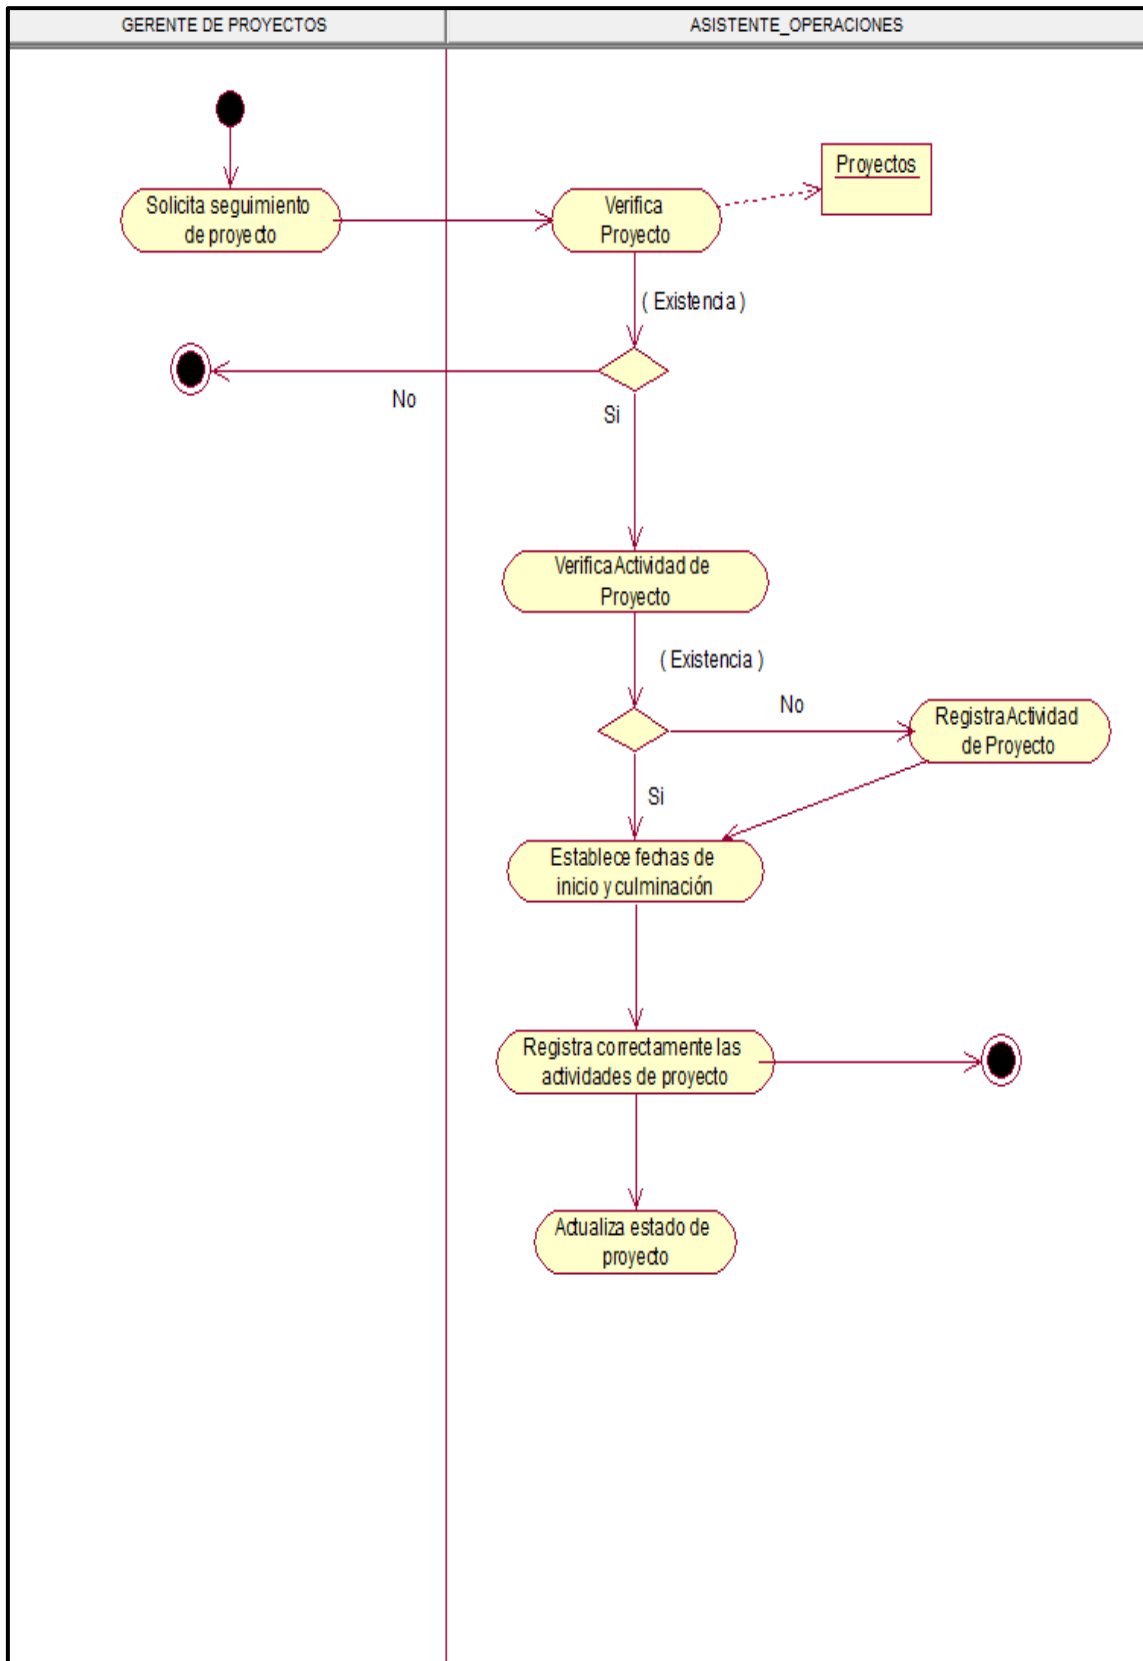 GERENTE DE PROYECTOS
ASISTENTE_OPERACIONES
Proyectos
Solicita seguimiento
de proyecto
Verifica
Proyecto
( Existencia )
No
Si
Verifica Actividad de
Proyecto
( Existencia )
No
Registra Actividad
de Proyecto
Si
Establece fechas de
inicio y culminación
Registra correctamente las
actividades de proyecto
Actualiza estado de
proyecto